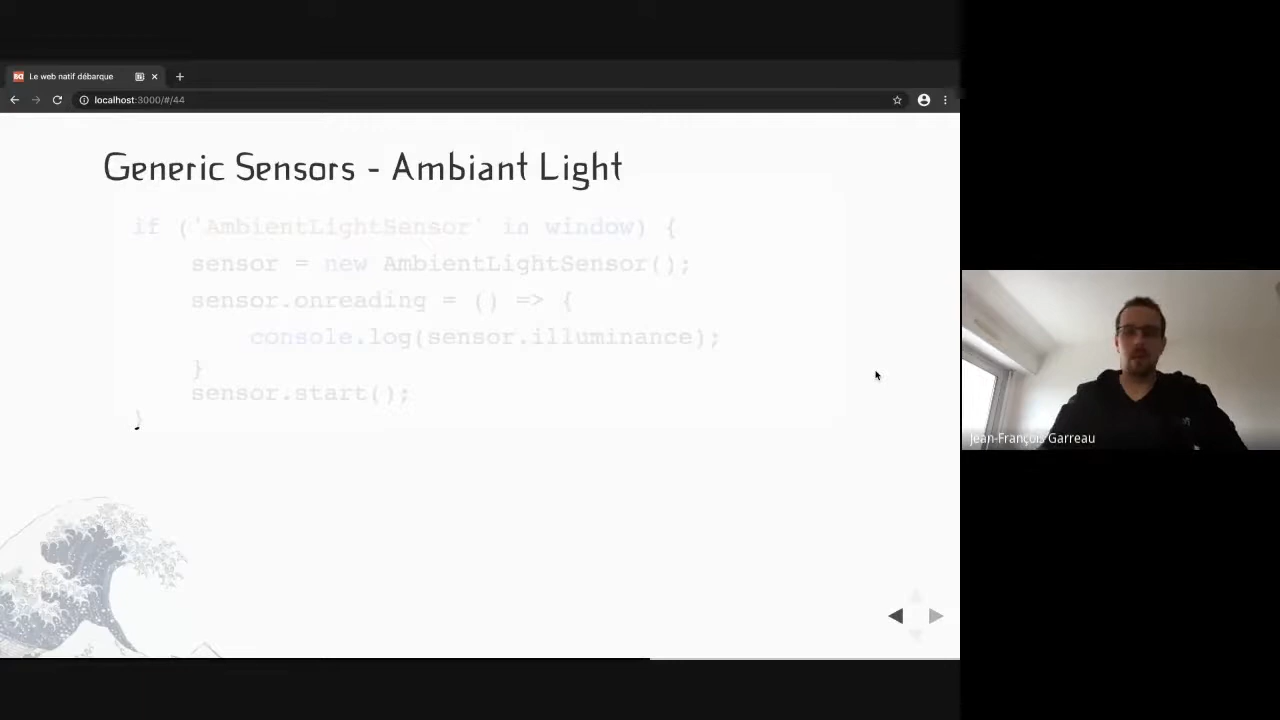 Le web natif débarque
localhost:3000/#/44
Generic Sensors - Ambiant Light
if ('AmbientLightSensor' in window) {
sensor = new AmbientLightSensor();
sensor.onreading = () => {
console.log(sensor.illuminance);
}
sensor.start();
}
Jean-François Garreau